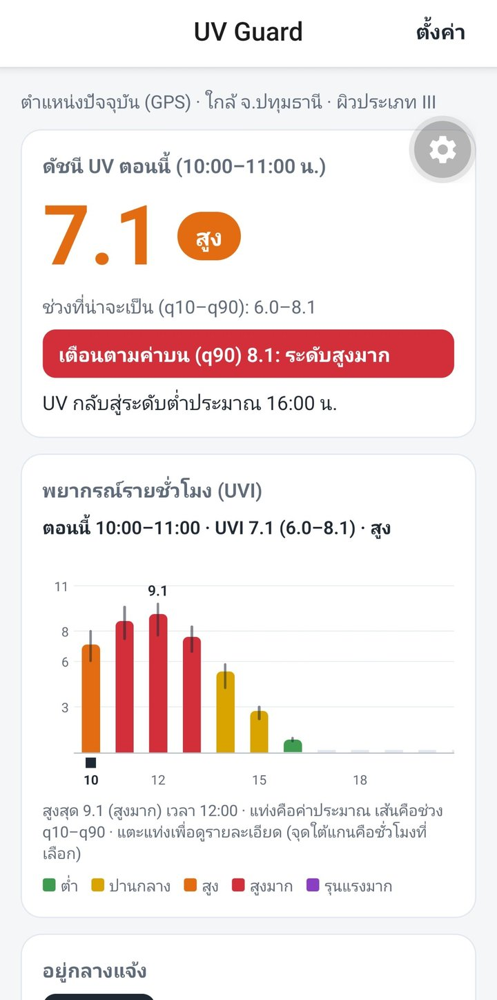 UV Guard
ตั้งค่า
ตำแหน่งปัจจุบัน (GPS) · ใกล้ จ.ปทุมธานี · ผิวประเภท III
ดัชนี UV ตอนนี้ (10:00–11:00 น.)
7.1 สูง
ช่วงที่น่าจะเป็น (q10–q90): 6.0–8.1
เตือนตามค่าบน (q90) 8.1: ระดับสูงมาก
UV กลับสู่ระดับต่ำประมาณ 16:00 น.
พยากรณ์รายชั่วโมง (UVI)
ตอนนี้ 10:00–11:00 · UVI 7.1 (6.0–8.1) · สูง
11
9.1
8
6
3
10 12 15 18
สูงสุด 9.1 (สูงมาก) เวลา 12:00 · แท่งคือค่าประมาณ เส้นคือช่วง
q10–q90 · แตะแท่งเพื่อดูรายละเอียด (จุดใต้แกนคือชั่วโมงที่
เลือก)
ต่ำ ปานกลาง สูง สูงมาก รุนแรงมาก
อยู่กลางแจ้ง